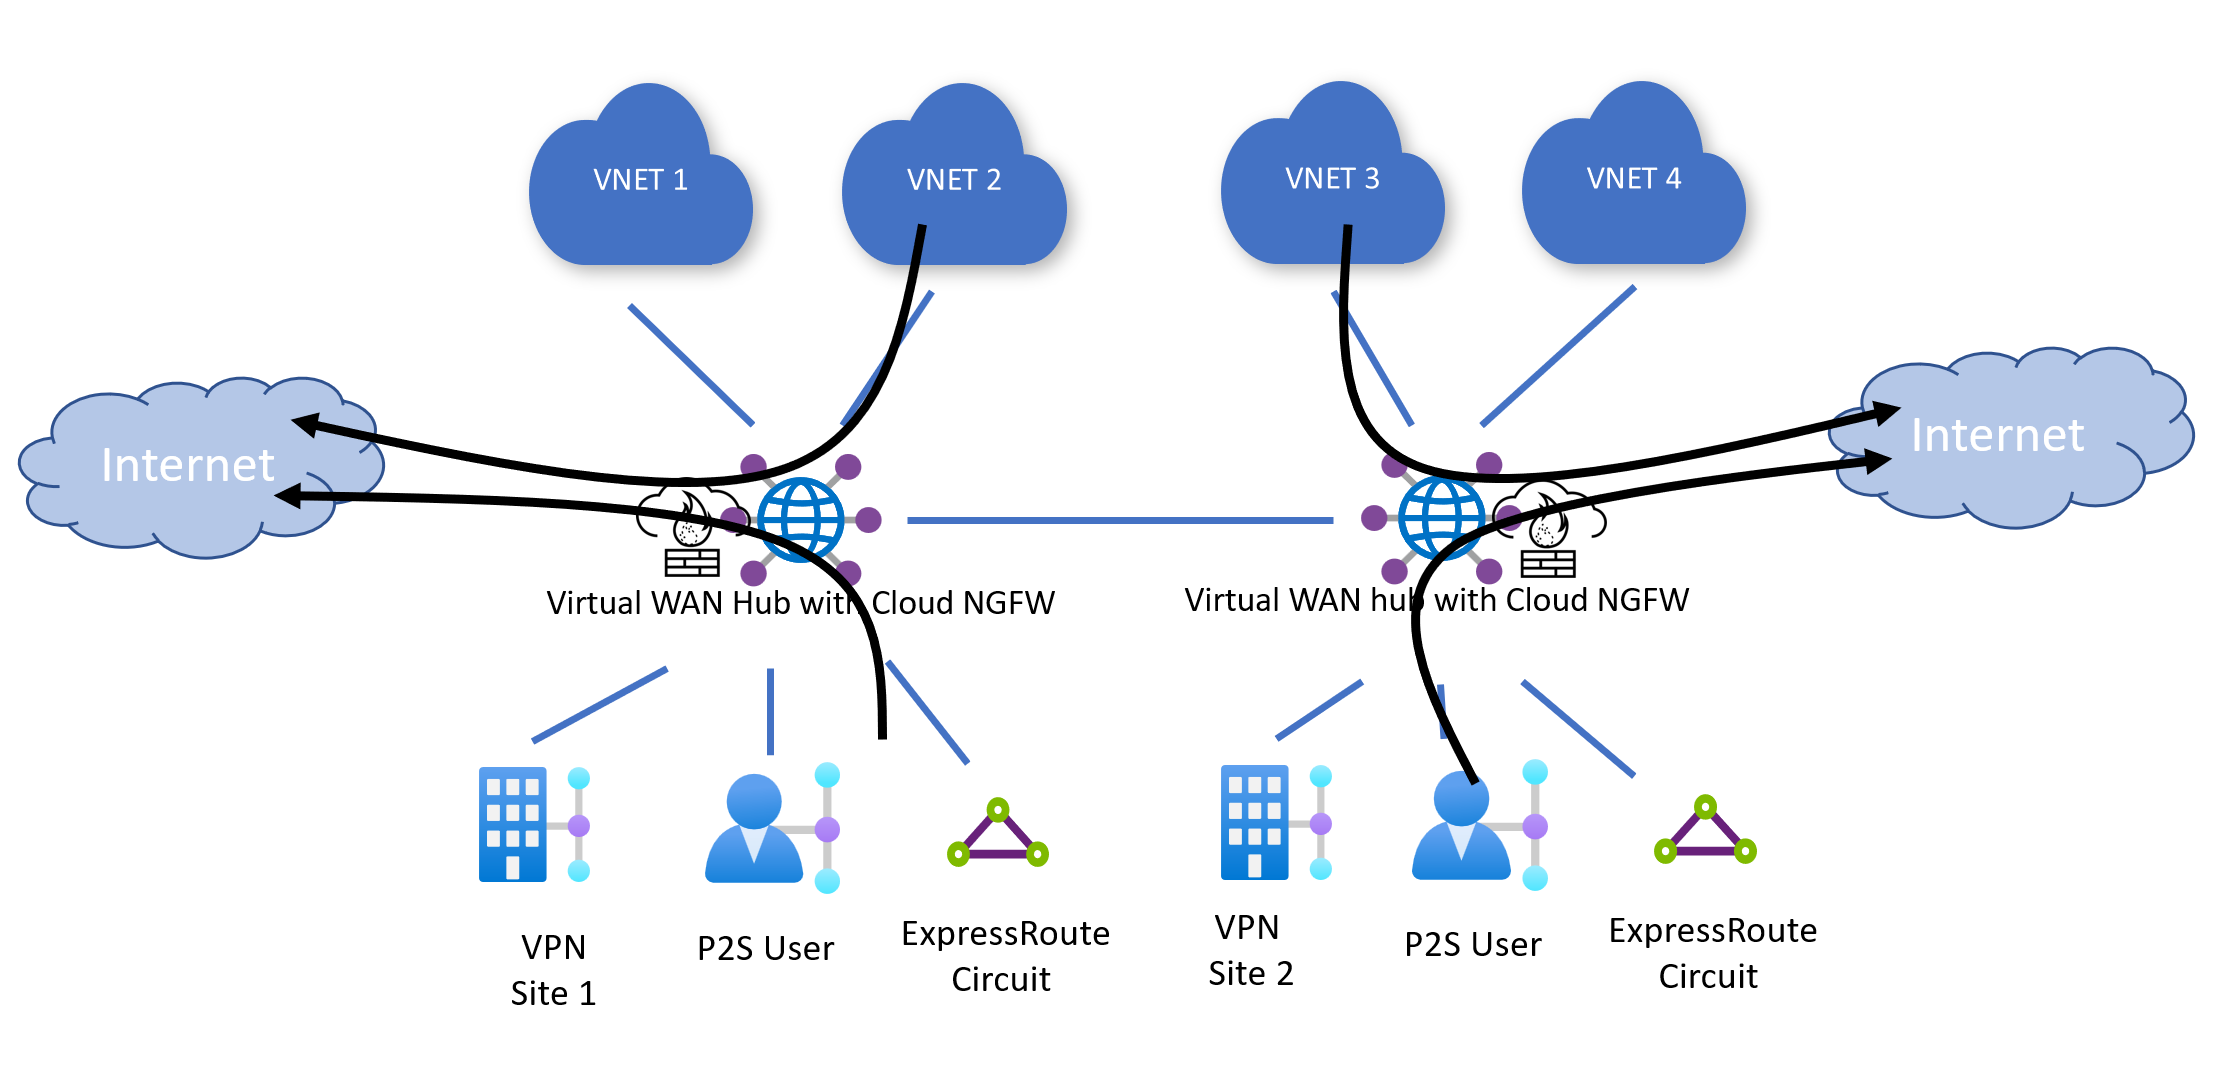 VNET 1
VNET 2
VNET 3
VNET 4
Internet
Internet
Virtual WAN Hub with Cloud NGFW
Virtual WAN hub with Cloud NGFW
VPN
Site 1
P2S User
ExpressRoute
Circuit
VPN
Site 2
P2S User
ExpressRoute
Circuit